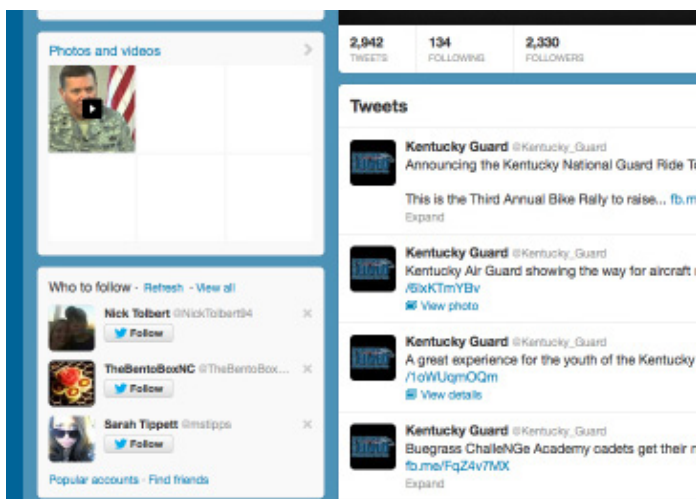 Photos and videos
2,942 134 2,330
TWEETS FOLLOWING FOLLOWERS
Tweets
Kentucky Guard @Kentucky_Guard
Announcing the Kentucky National Guard Ride
This is the Third Annual Bike Rally to raise... fb.m
Expand
Kentucky Guard @Kentucky_Guard
Kentucky Air Guard showing the way for aircraft
/6lxKTmYBv
View photo
Kentucky Guard @Kentucky_Guard
A great experience for the youth of the Kentucky
/1oWUqmOQm
View details
Kentucky Guard @Kentucky_Guard
Buegrass ChalleNGe Academy cadets get their
fb.me/FqZ4v7MX
Expand
Who to follow · Refresh · View all
Nick Tolbert @NickTolbert94
Follow
TheBentoBoxNC @TheBentoBox...
Follow
Sarah Tippett @mstipps
Follow
Popular accounts · Find friends